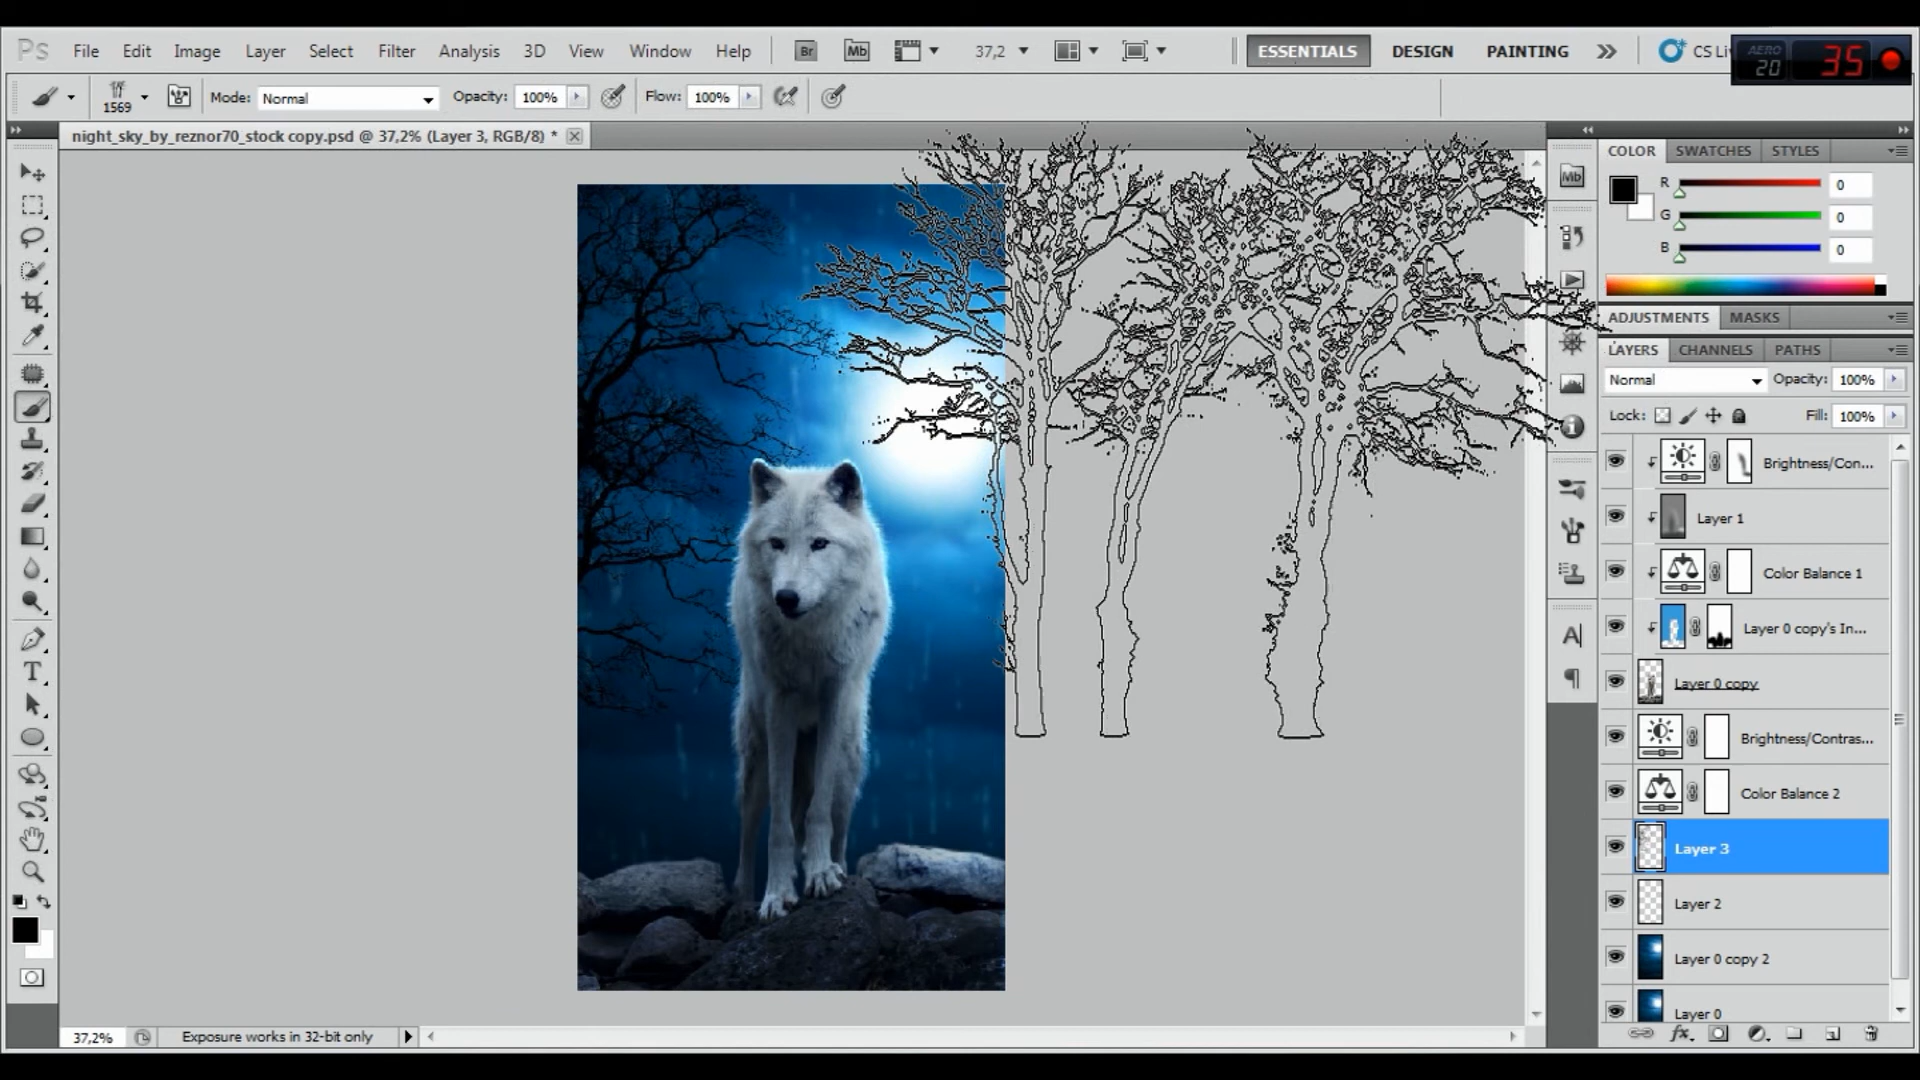 Ps File Edit Image Layer Select Filter Analysis 3D View Window Help Br Mb 37,2 ESSENTIALS DESIGN PAINTING CS Li
AERO 20 35
1569 Mode: Normal Opacity: 100% Flow: 100%
night_sky_by_reznor70_stock copy.psd @ 37,2% (Layer 3, RGB/8) *
COLOR SWATCHES STYLES
Mb
R 0
G 0
B 0
ADJUSTMENTS MASKS
LAYERS CHANNELS PATHS
Normal Opacity: 100%
Lock: Fill: 100%
Brightness/Con...
Layer 1
Color Balance 1
Layer 0 copy's In...
Layer 0 copy
Brightness/Contras...
Color Balance 2
Layer 3
Layer 2
Layer 0 copy 2
Layer 0
37,2% Exposure works in 32-bit only